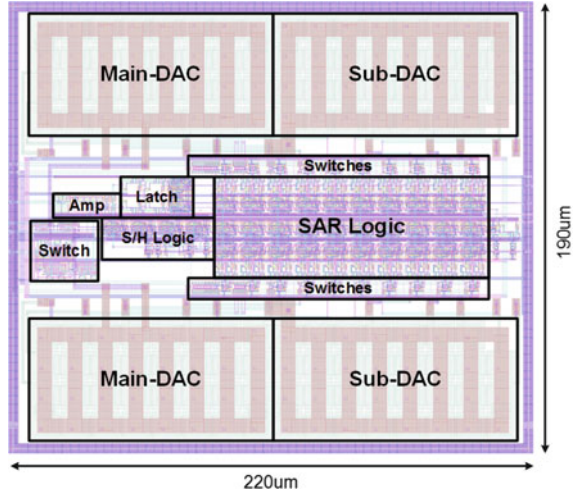 Main-DAC Sub-DAC
Switches
Latch
Amp
SAR Logic
S/H Logic
Switch
Switches
Main-DAC Sub-DAC
190um
220um